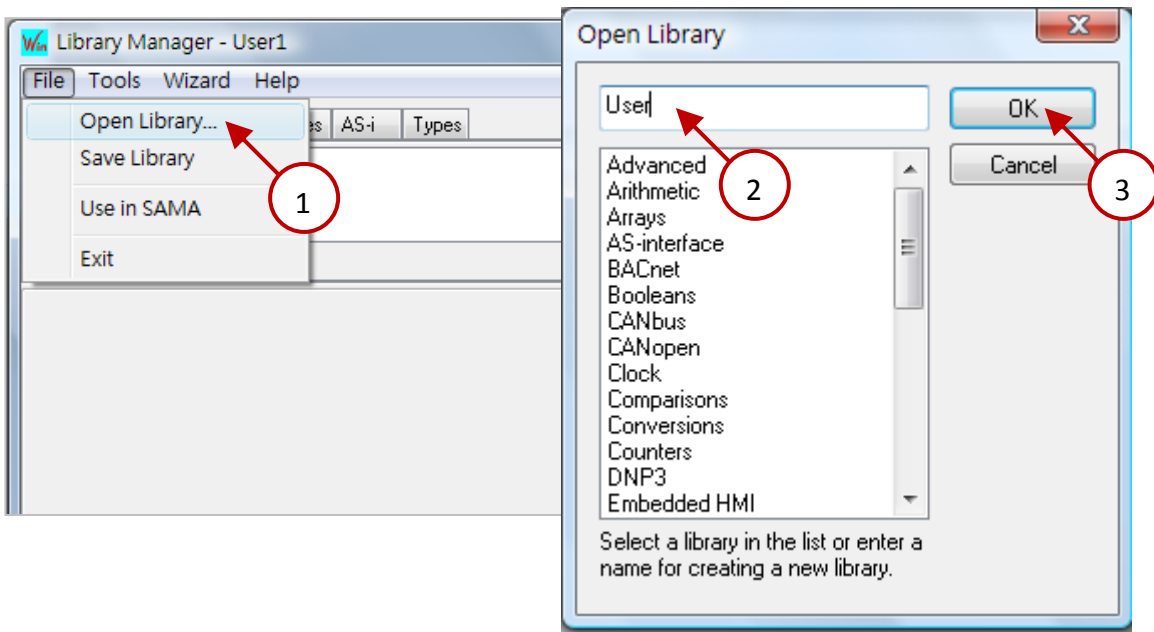 Win Library Manager - User1
File Tools Wizard Help
Open Library...
es AS-i Types
Save Library
Use in SAMA
Exit
1
Open Library
User
OK
Cancel
2
3
Advanced
Arithmetic
Arrays
AS-interface
BACnet
Booleans
CANbus
CANopen
Clock
Comparisons
Conversions
Counters
DNP3
Embedded HMI
Select a library in the list or enter a
name for creating a new library.